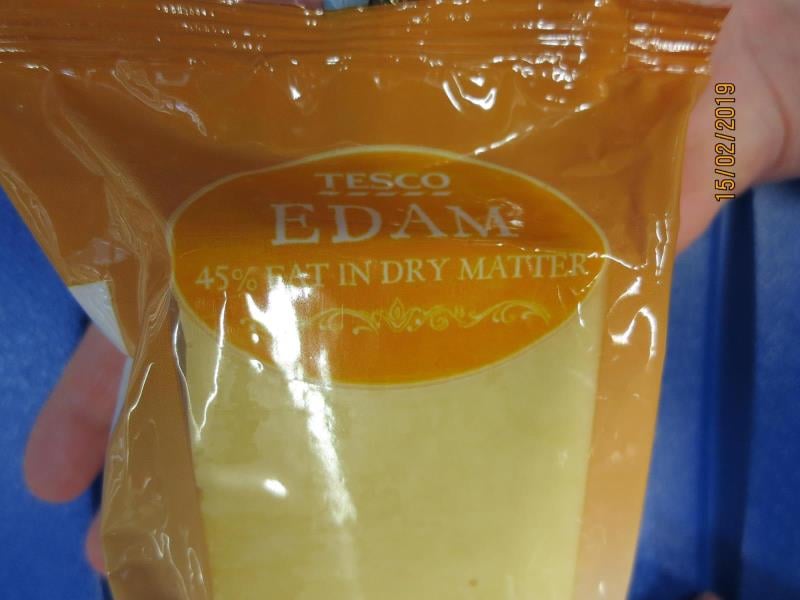 TESCO
EDAM
45% FAT IN DRY MATTER
15/02/2019